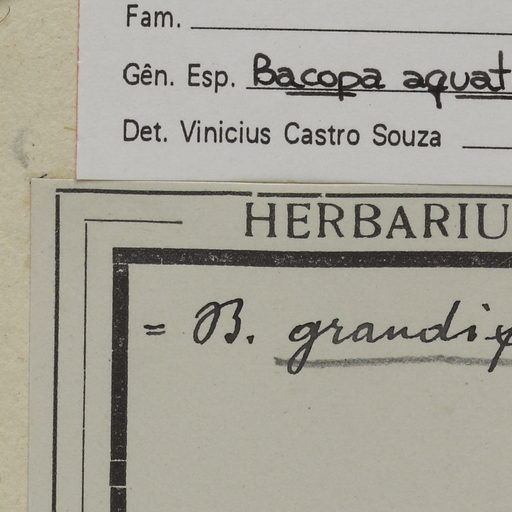 Fam.
Gên. Esp. Bacopa aquat
Det. Vinicius Castro Souza
HERBARIU
= B. grandi